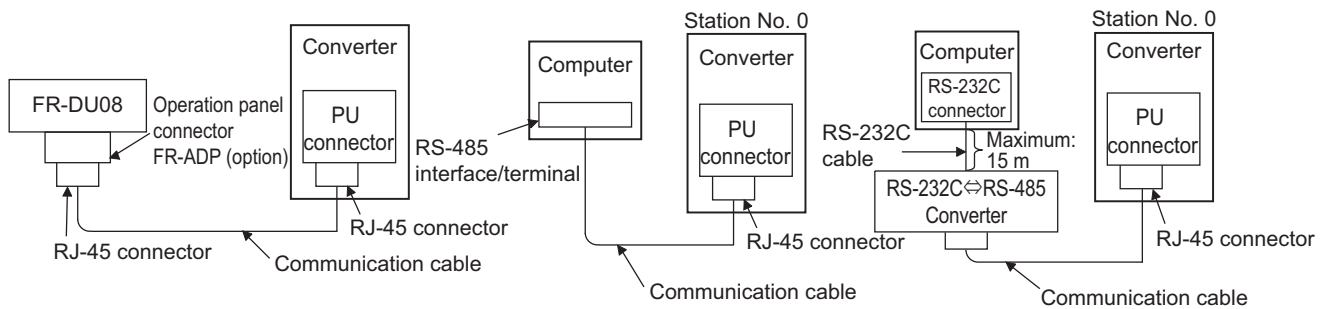 FR-DU08
Operation panel
connector
FR-ADP (option)
RJ-45 connector
Converter
PU
connector
RJ-45 connector
Communication cable
Computer
RS-485
interface/terminal
Station No. 0
Converter
PU
connector
RJ-45 connector
Communication cable
Computer
RS-232C
connector
RS-232C
cable
Maximum:
15 m
RS-232C⇔RS-485
Converter
Station No. 0
Converter
PU
connector
RJ-45 connector
Communication cable